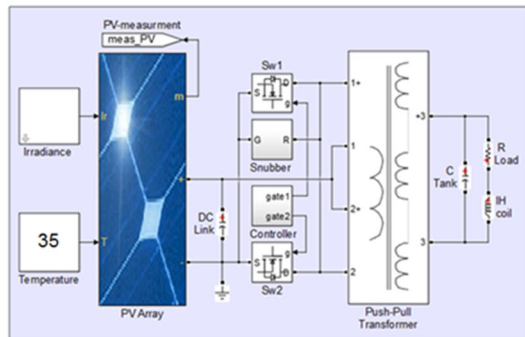 PV-measurment
meas_PV
Ir
m
Irradiance
35
T
Temperature
+
-
PV Array
DC
Link
Sw1
S
D
g
G
R
Snubber
gate1
gate2
Controller
S
g
D
Sw2
1+
1
2+
2
+3
3
Push-Pull
Transformer
C
Tank
R
Load
IH
coil